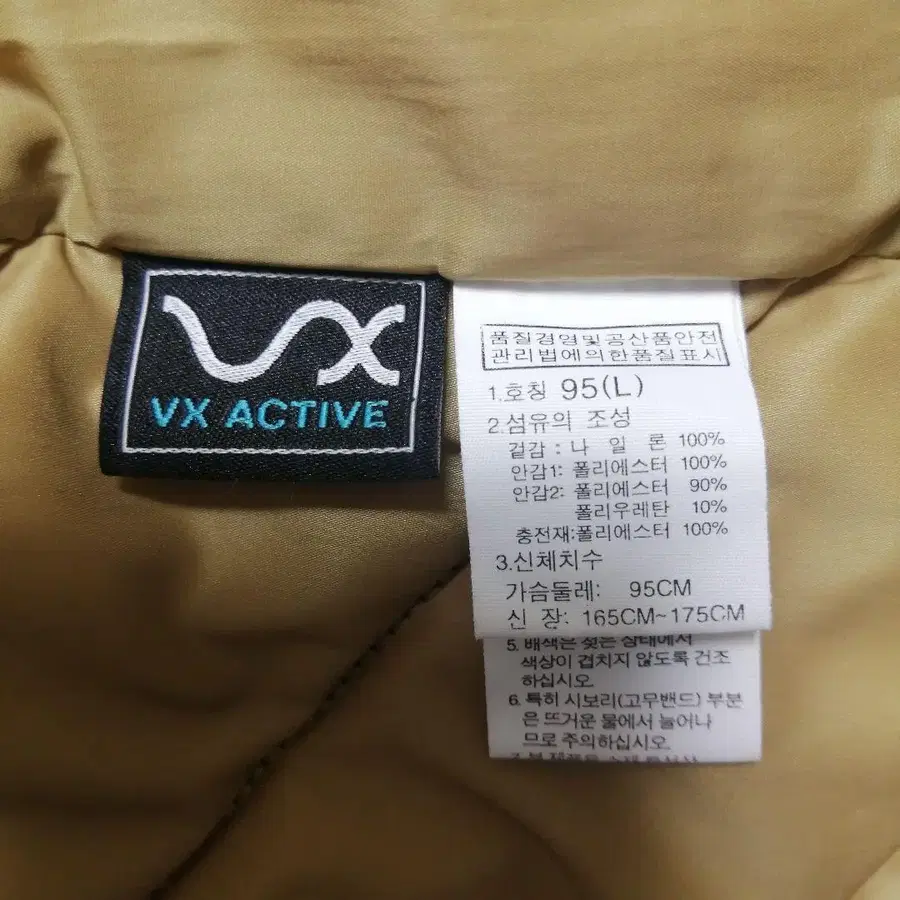 VX
VX ACTIVE
품질경영및공산품안전
관리법에의한품질표시
1.호칭 95(L)
2.섬유의 조성
겉감 : 나 일 론 100%
안감1: 폴리에스터 100%
안감2: 폴리에스터 90%
폴리우레탄 10%
충전재:폴리에스터 100%
3.신체치수
가슴둘레: 95CM
신 장: 165CM~175CM
5. 배색은 젖은 상태에서
색상이 겹치지 않도록 건조
하십시오.
6. 특히 시보리(고무밴드) 부분
은 뜨거운 물에서 늘어나
므로 주의하십시오.